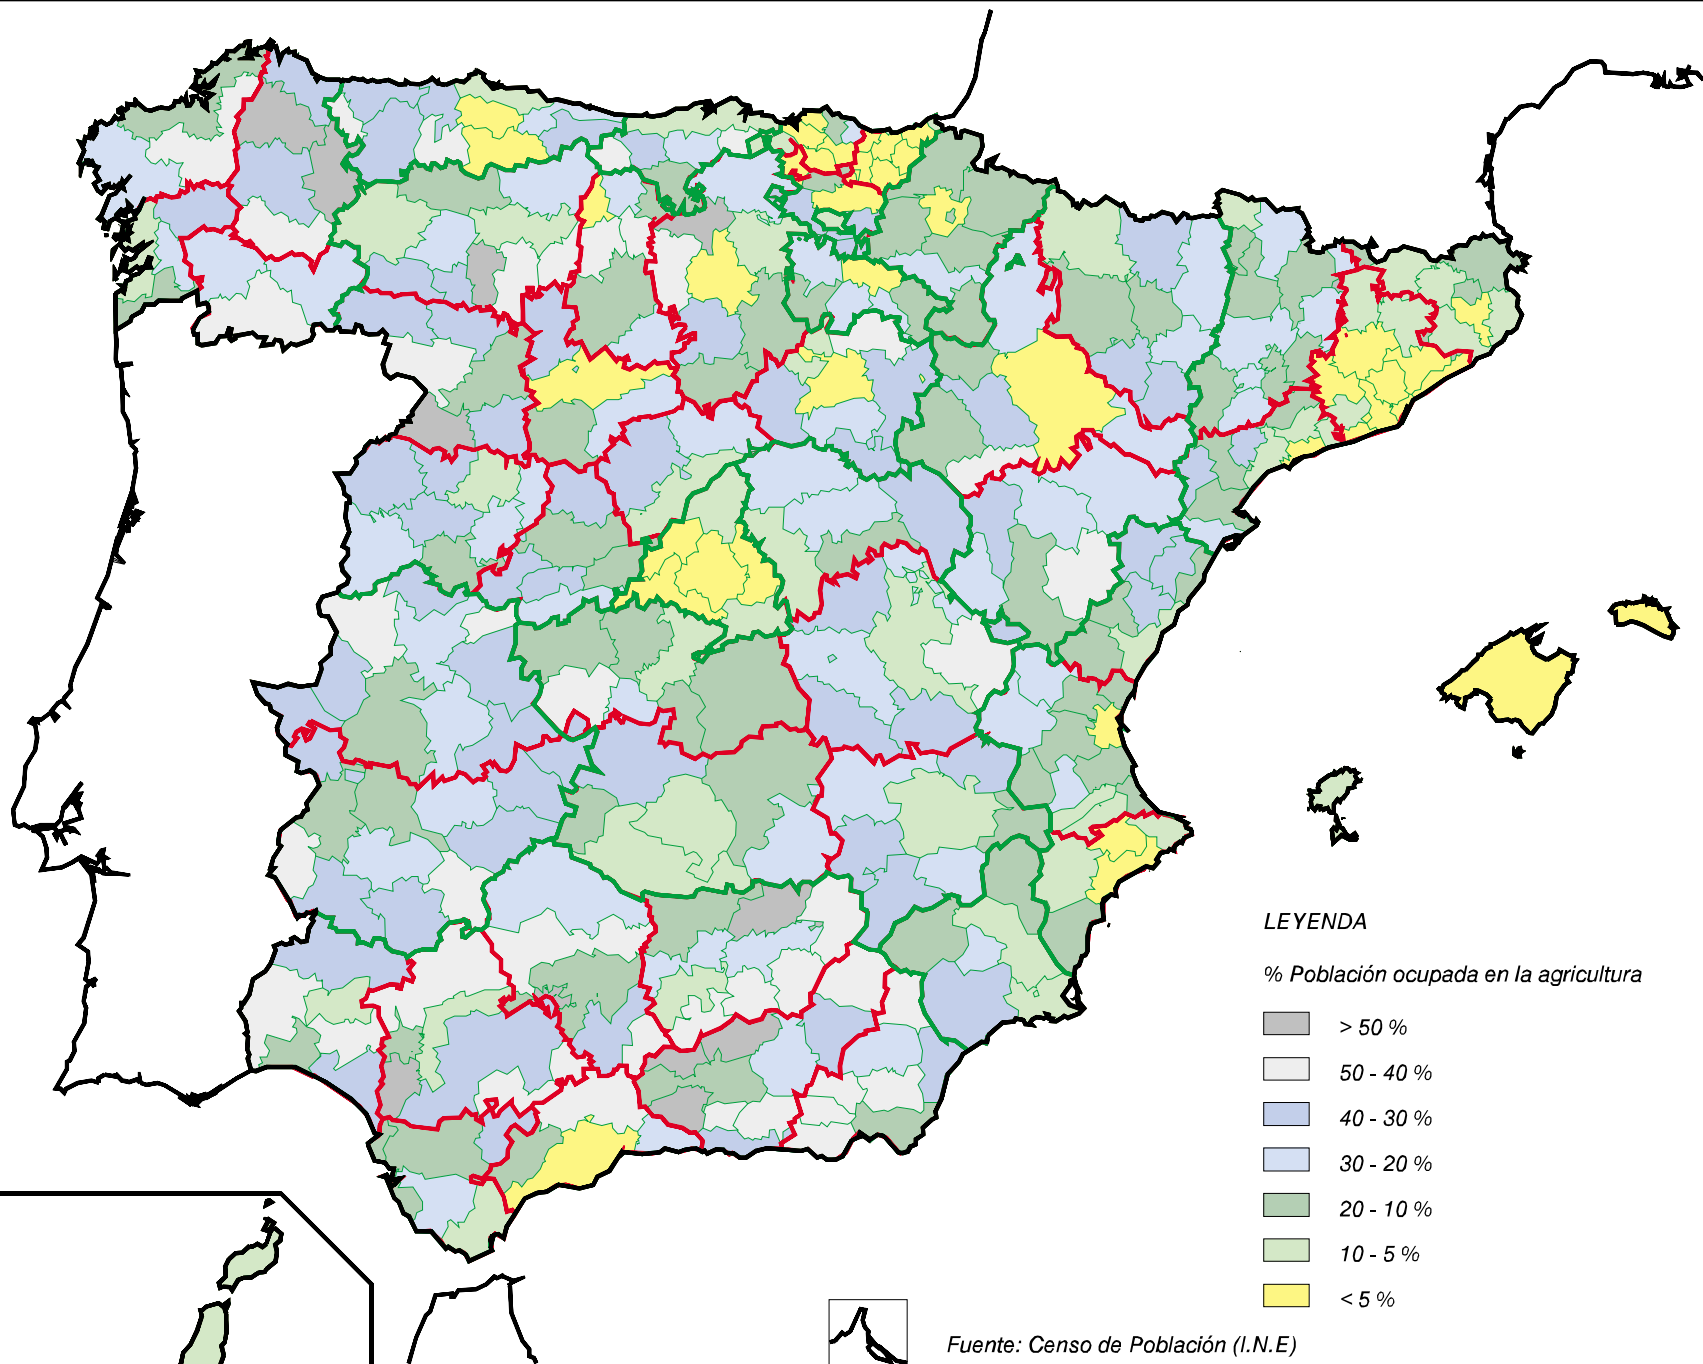 LEYENDA
% Población ocupada en la agricultura
> 50 %
50 - 40 %
40 - 30 %
30 - 20 %
20 - 10 %
10 - 5 %
< 5 %
Fuente: Censo de Población (I.N.E)